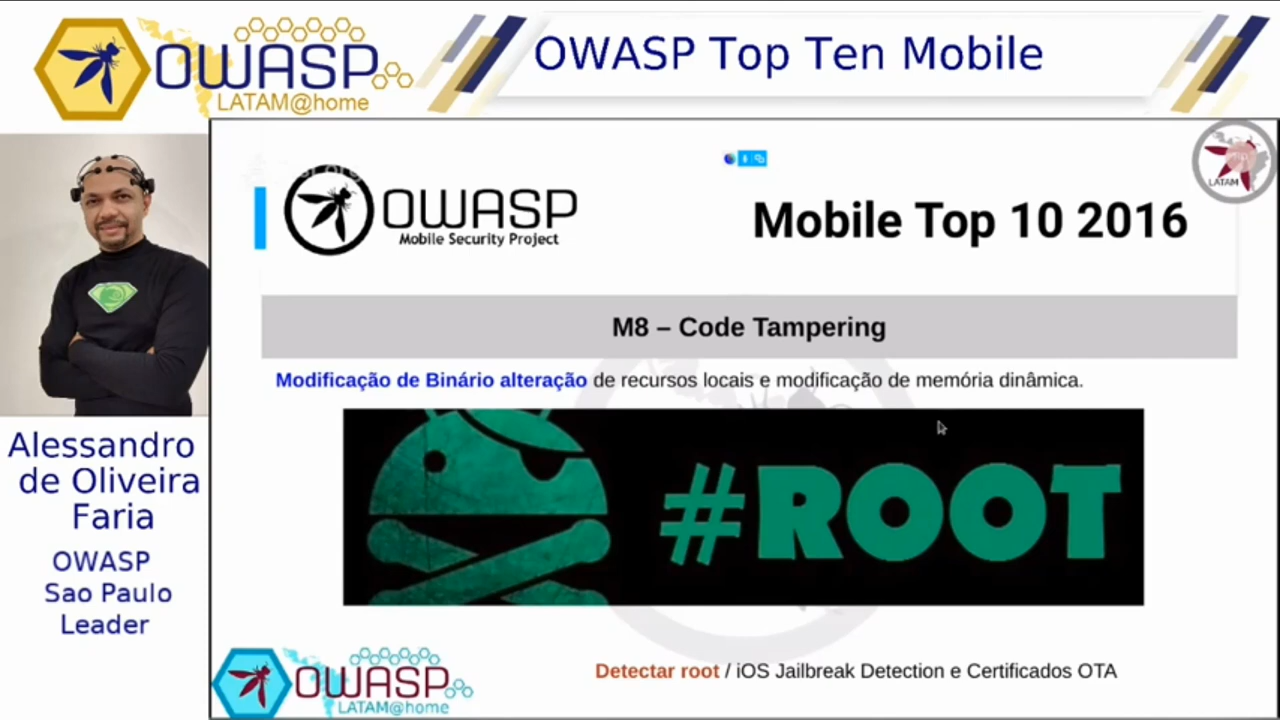 OWASP
LATAM@home
OWASP Top Ten Mobile
LATAM
OWASP
Mobile Security Project
Mobile Top 10 2016
M8 – Code Tampering
Modificação de Binário alteração de recursos locais e modificação de memória dinâmica.
#ROOT
Alessandro
de Oliveira
Faria
OWASP
Sao Paulo
Leader
OWASP
LATAM@home
Detectar root / iOS Jailbreak Detection e Certificados OTA